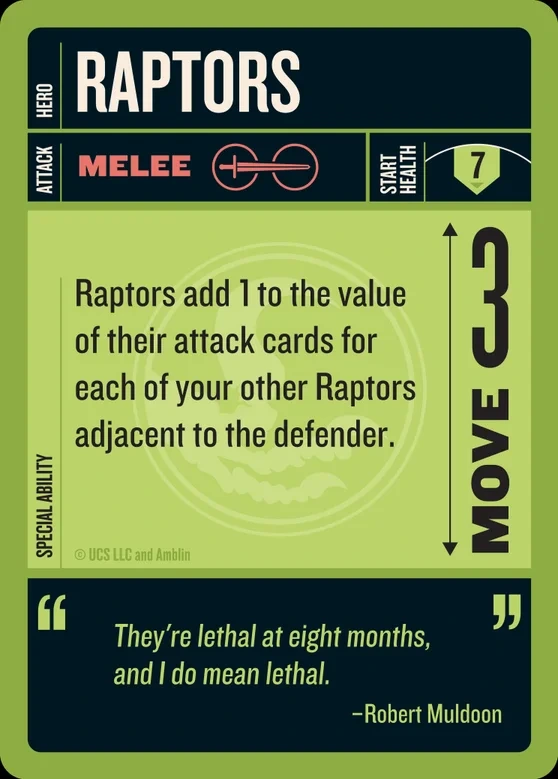 HERO
RAPTORS
ATTACK
MELEE
START
HEALTH
7
Raptors add 1 to the value
of their attack cards for
each of your other Raptors
adjacent to the defender.
SPECIAL ABILITY
MOVE 3
© UCS LLC and Amblin
“
They're lethal at eight months,
and I do mean lethal.
”
–Robert Muldoon